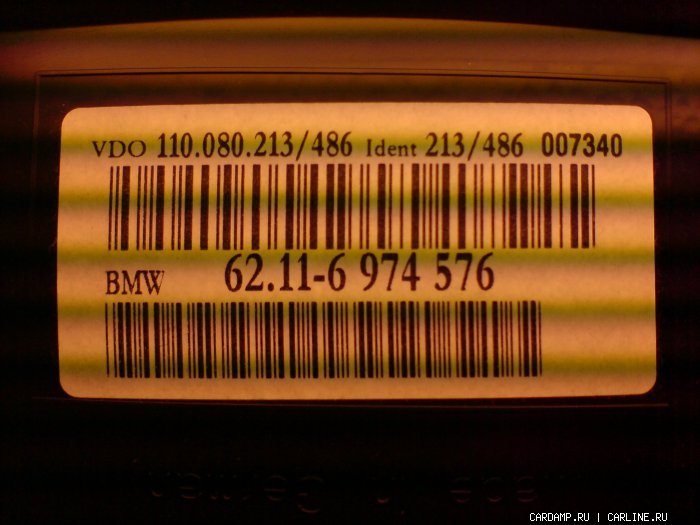 VDO 110.080.213/486 Ident 213/486 007340
BMW 62.11-6 974 576
CARDAMP.RU | CARLINE.RU